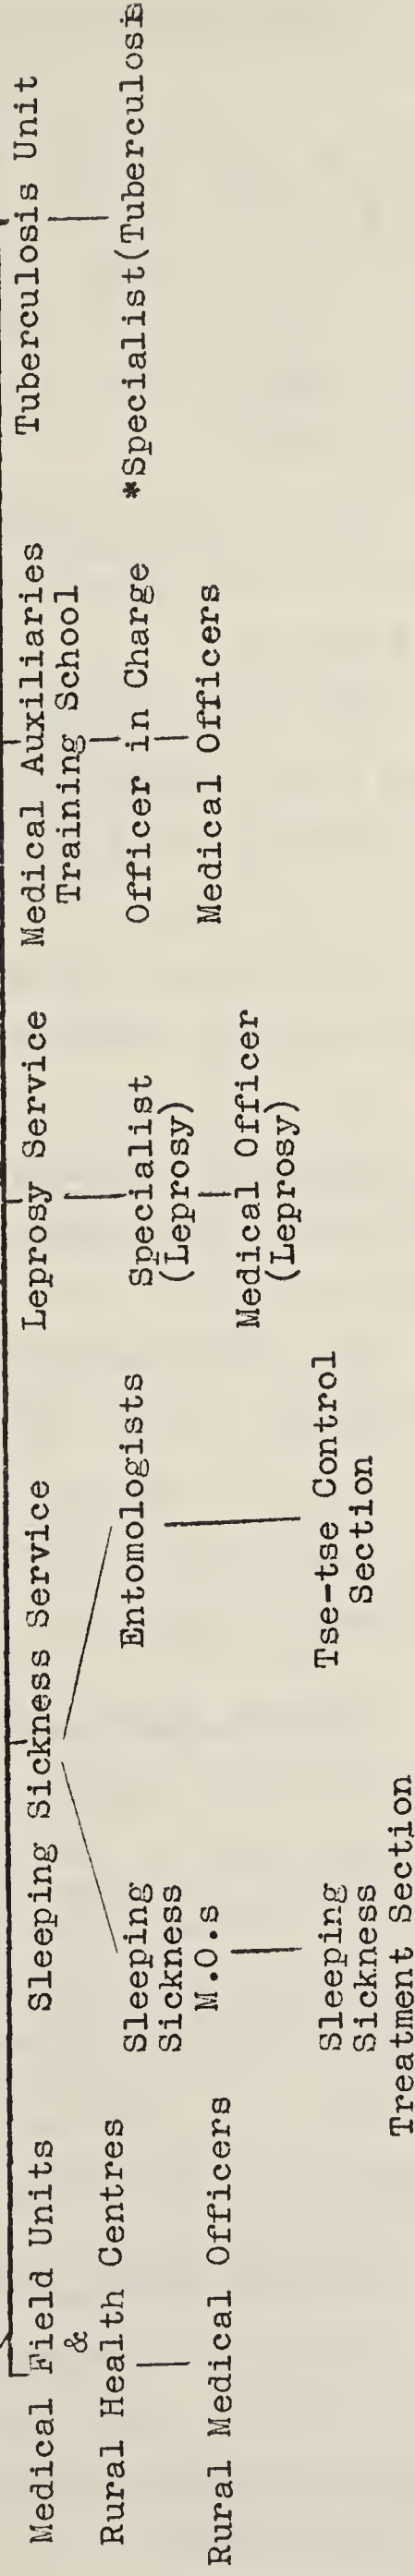 Medical Field Units
&
Rural Health Centres
Rural Medical Officers
Sleeping Sickness Service
Sleeping
Sickness
M.O.s
Sleeping
Sickness
Treatment Section
Entomologists
Tse-tse Control
Section
Leprosy Service
Specialist
(Leprosy)
Medical Officer
(Leprosy)
Medical Auxiliaries
Training School
Officer in Charge
Medical Officers
Tuberculosis Unit
*Specialist(Tuberculosis